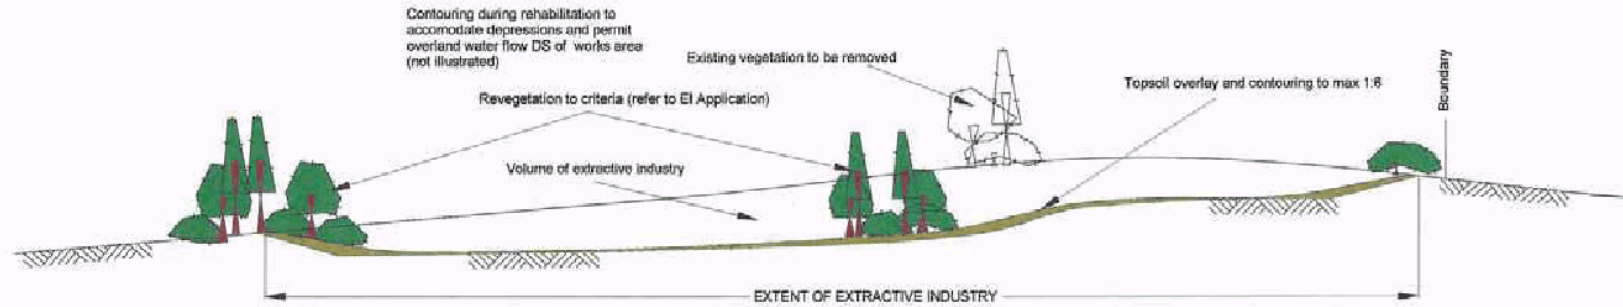 Contouring during rehabilitation to
accomodate depressions and permit
overland water flow DS of works area
(not illustrated)
Existing vegetation to be removed
Topsoil overlay and contouring to max 1:6
Boundary
Revegetation to criteria (refer to EI Application)
Volume of extractive industry
EXTENT OF EXTRACTIVE INDUSTRY